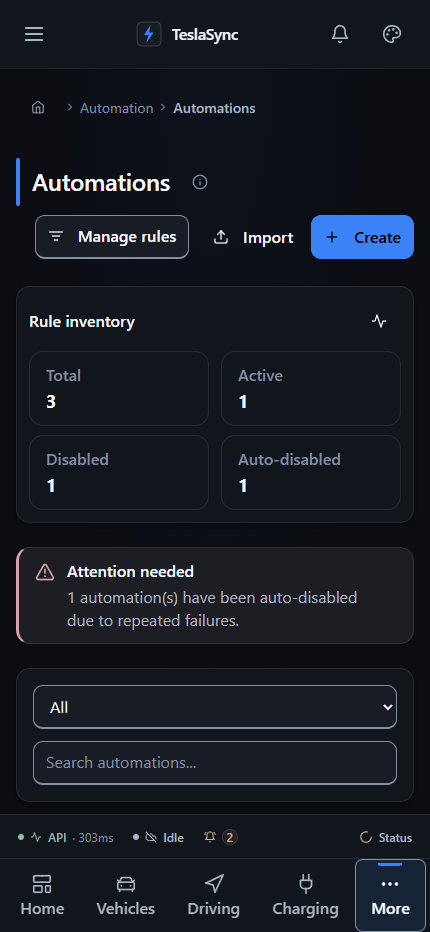 TeslaSync
Automation Automations
Automations
Manage rules Import Create
Rule inventory
Total Active
3 1
Disabled Auto-disabled
1 1
Attention needed
1 automation(s) have been auto-disabled
due to repeated failures.
All
Search automations...
API · 303ms Idle 2 Status
Home Vehicles Driving Charging More